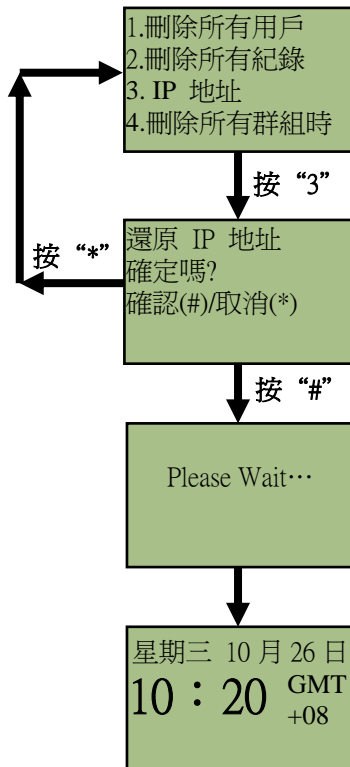 1.刪除所有用戶
2.刪除所有紀錄
3. IP 地址
4.刪除所有群組時
按 “3”
還原 IP 地址
確定嗎?
確認(#)/取消(*)
按 “*”
按 “#”
Please Wait…
星期三 10 月 26 日
10：20 GMT
+08